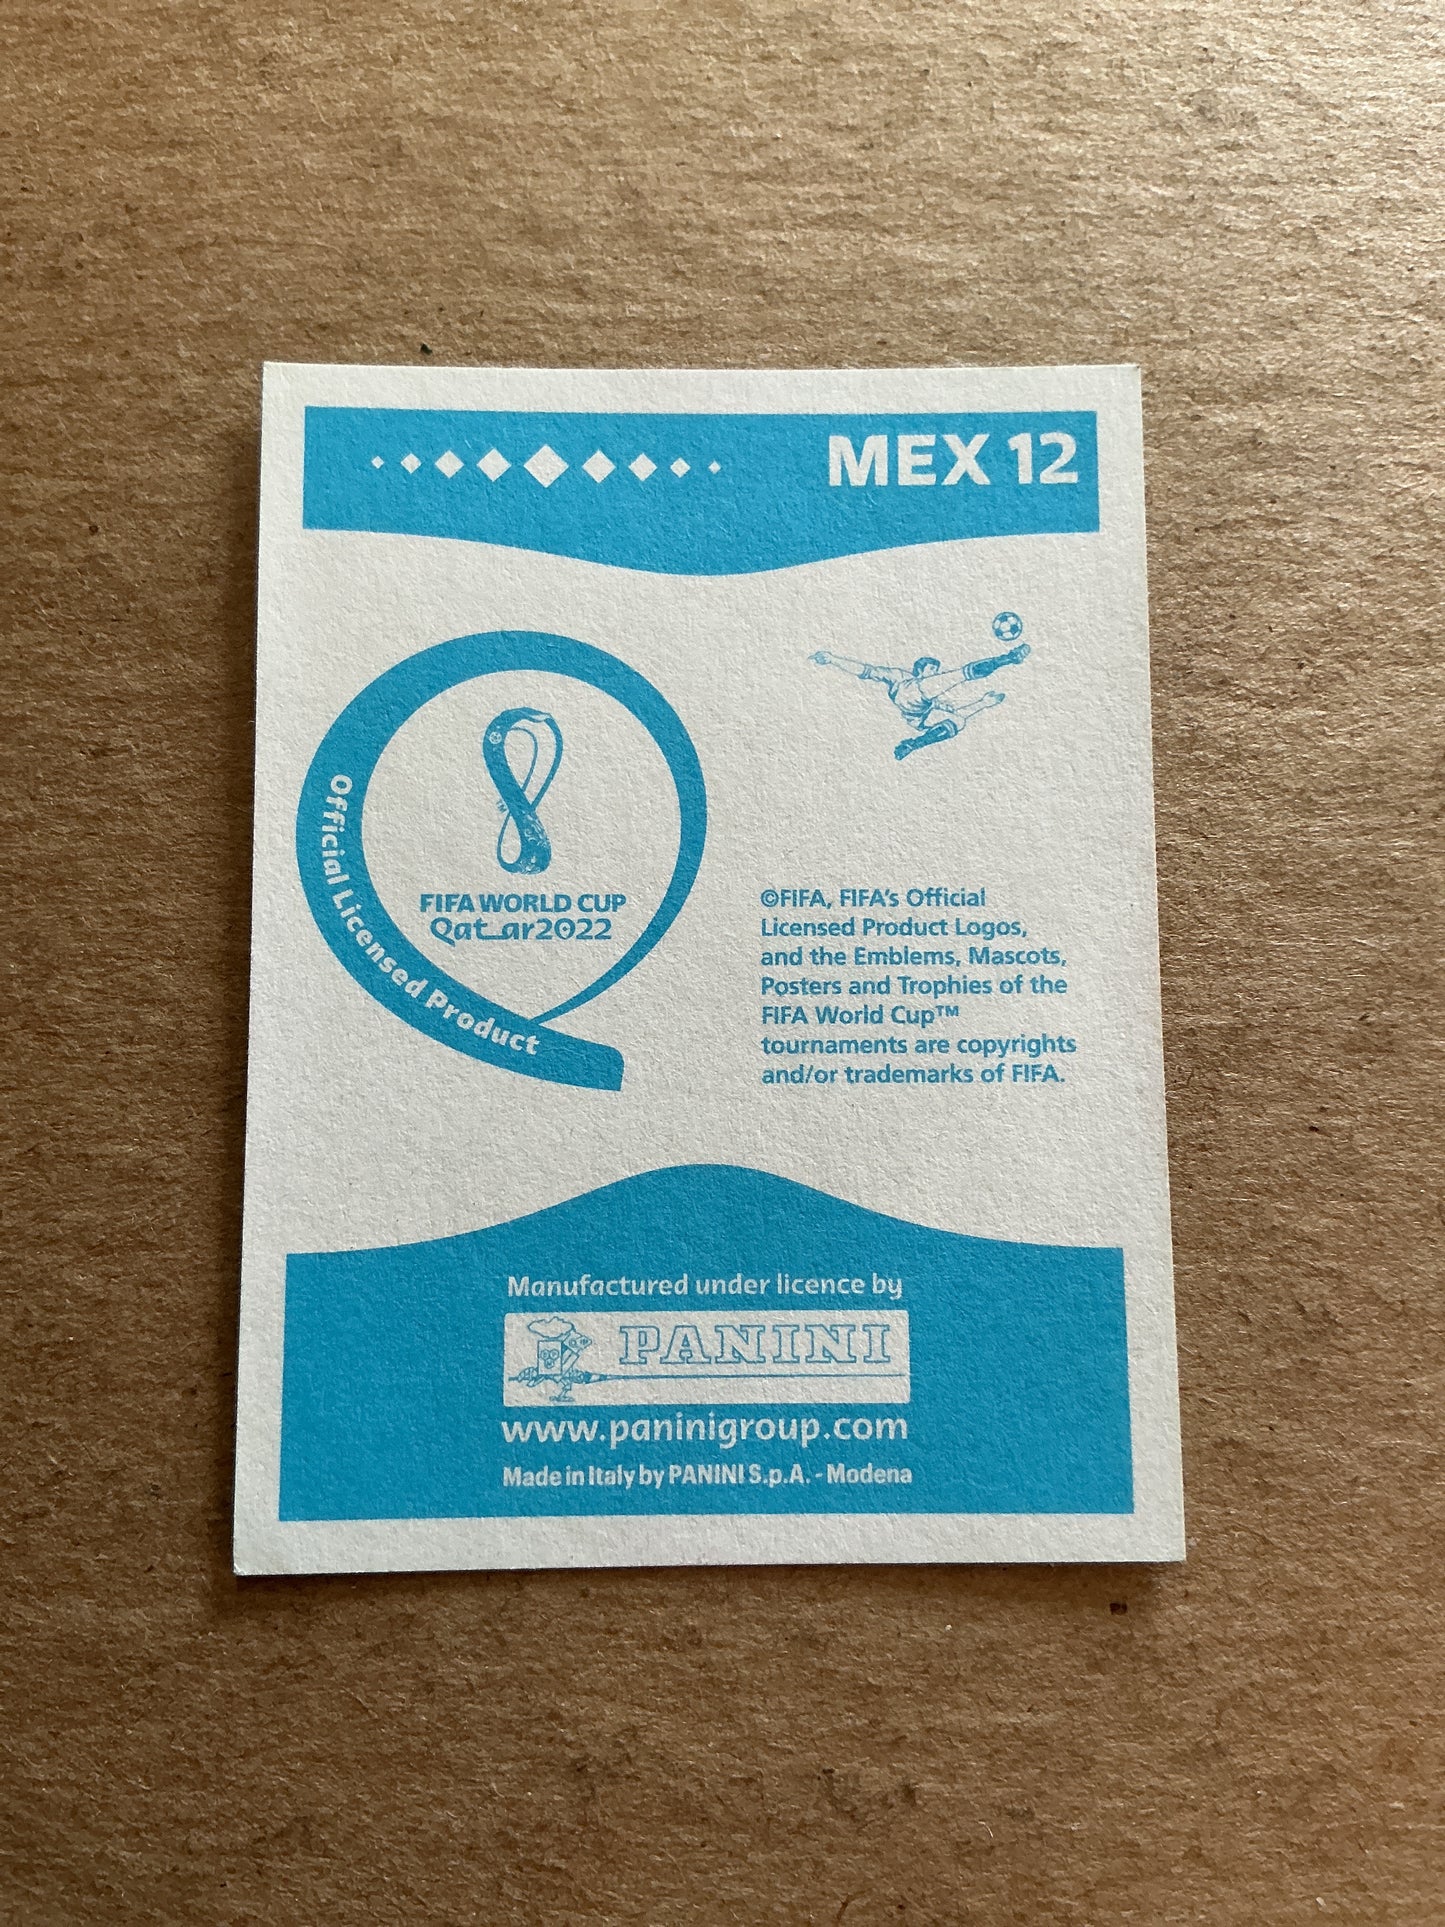 MEX 12
Official Licensed Product
FIFA WORLD CUP
Qatar2022
TM
©FIFA, FIFA's Official
Licensed Product Logos,
and the Emblems, Mascots,
Posters and Trophies of the
FIFA World Cup™
tournaments are copyrights
and/or trademarks of FIFA.
Manufactured under licence by
PANINI
www.paninigroup.com
Made in Italy by PANINI S.p.A. - Modena